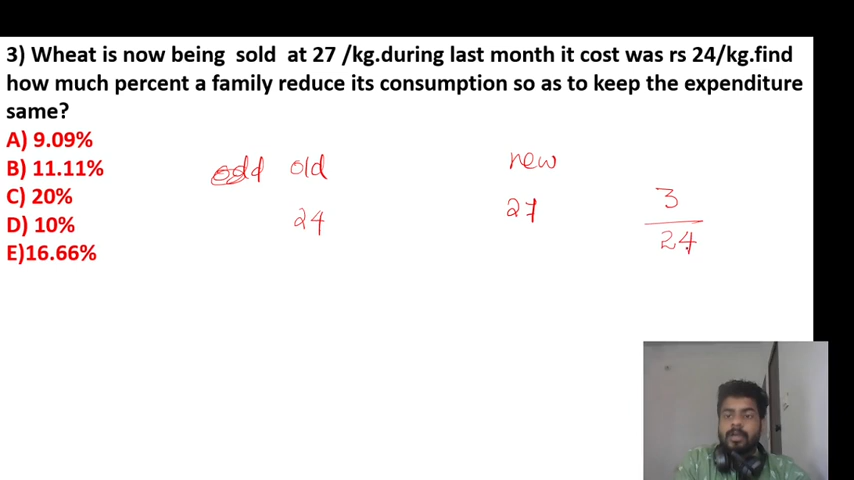 3) Wheat is now being sold at 27 /kg.during last month it cost was rs 24/kg.find
how much percent a family reduce its consumption so as to keep the expenditure
same?
A) 9.09%
B) 11.11%
C) 20%
D) 10%
E)16.66%
odd old new
24 27
3
24